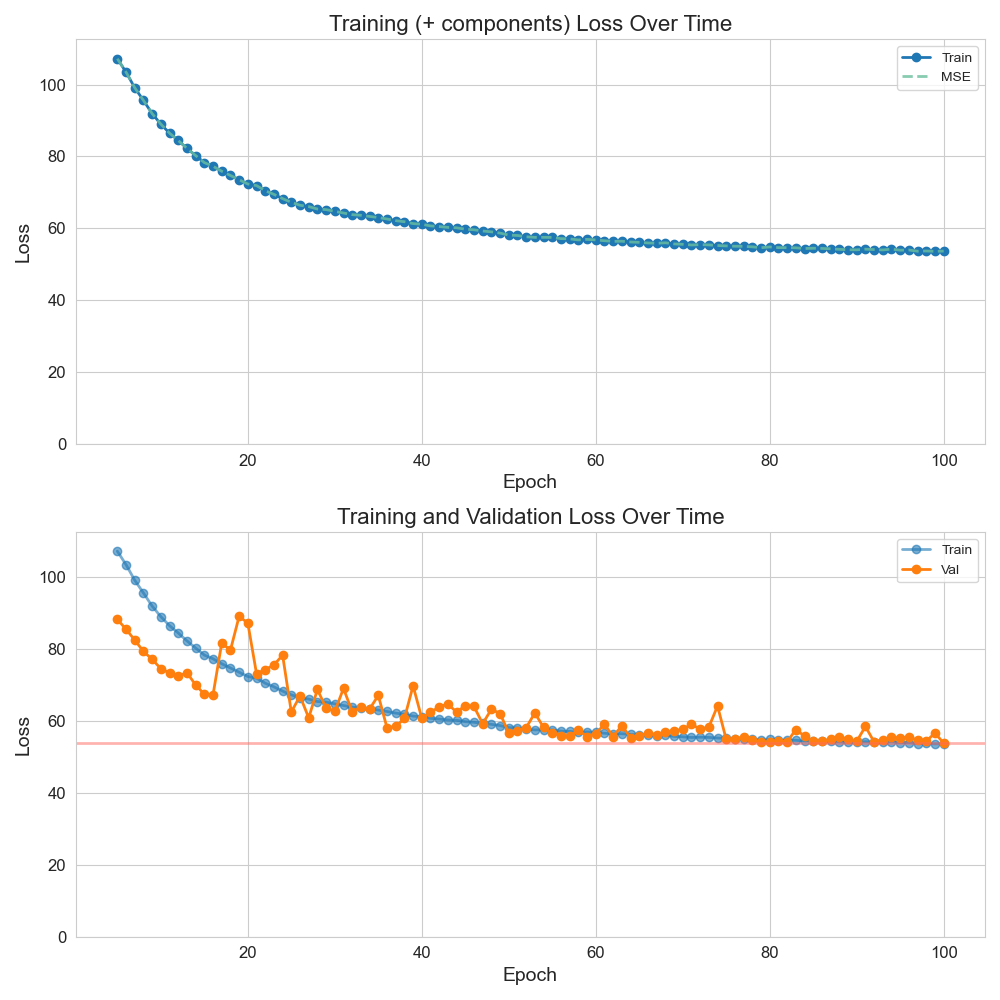 Training (+ components) Loss Over Time
Train
MSE
Loss
100
80
60
40
20
0
20 40 60 80 100
Epoch
Training and Validation Loss Over Time
Train
Val
Loss
100
80
60
40
20
0
20 40 60 80 100
Epoch